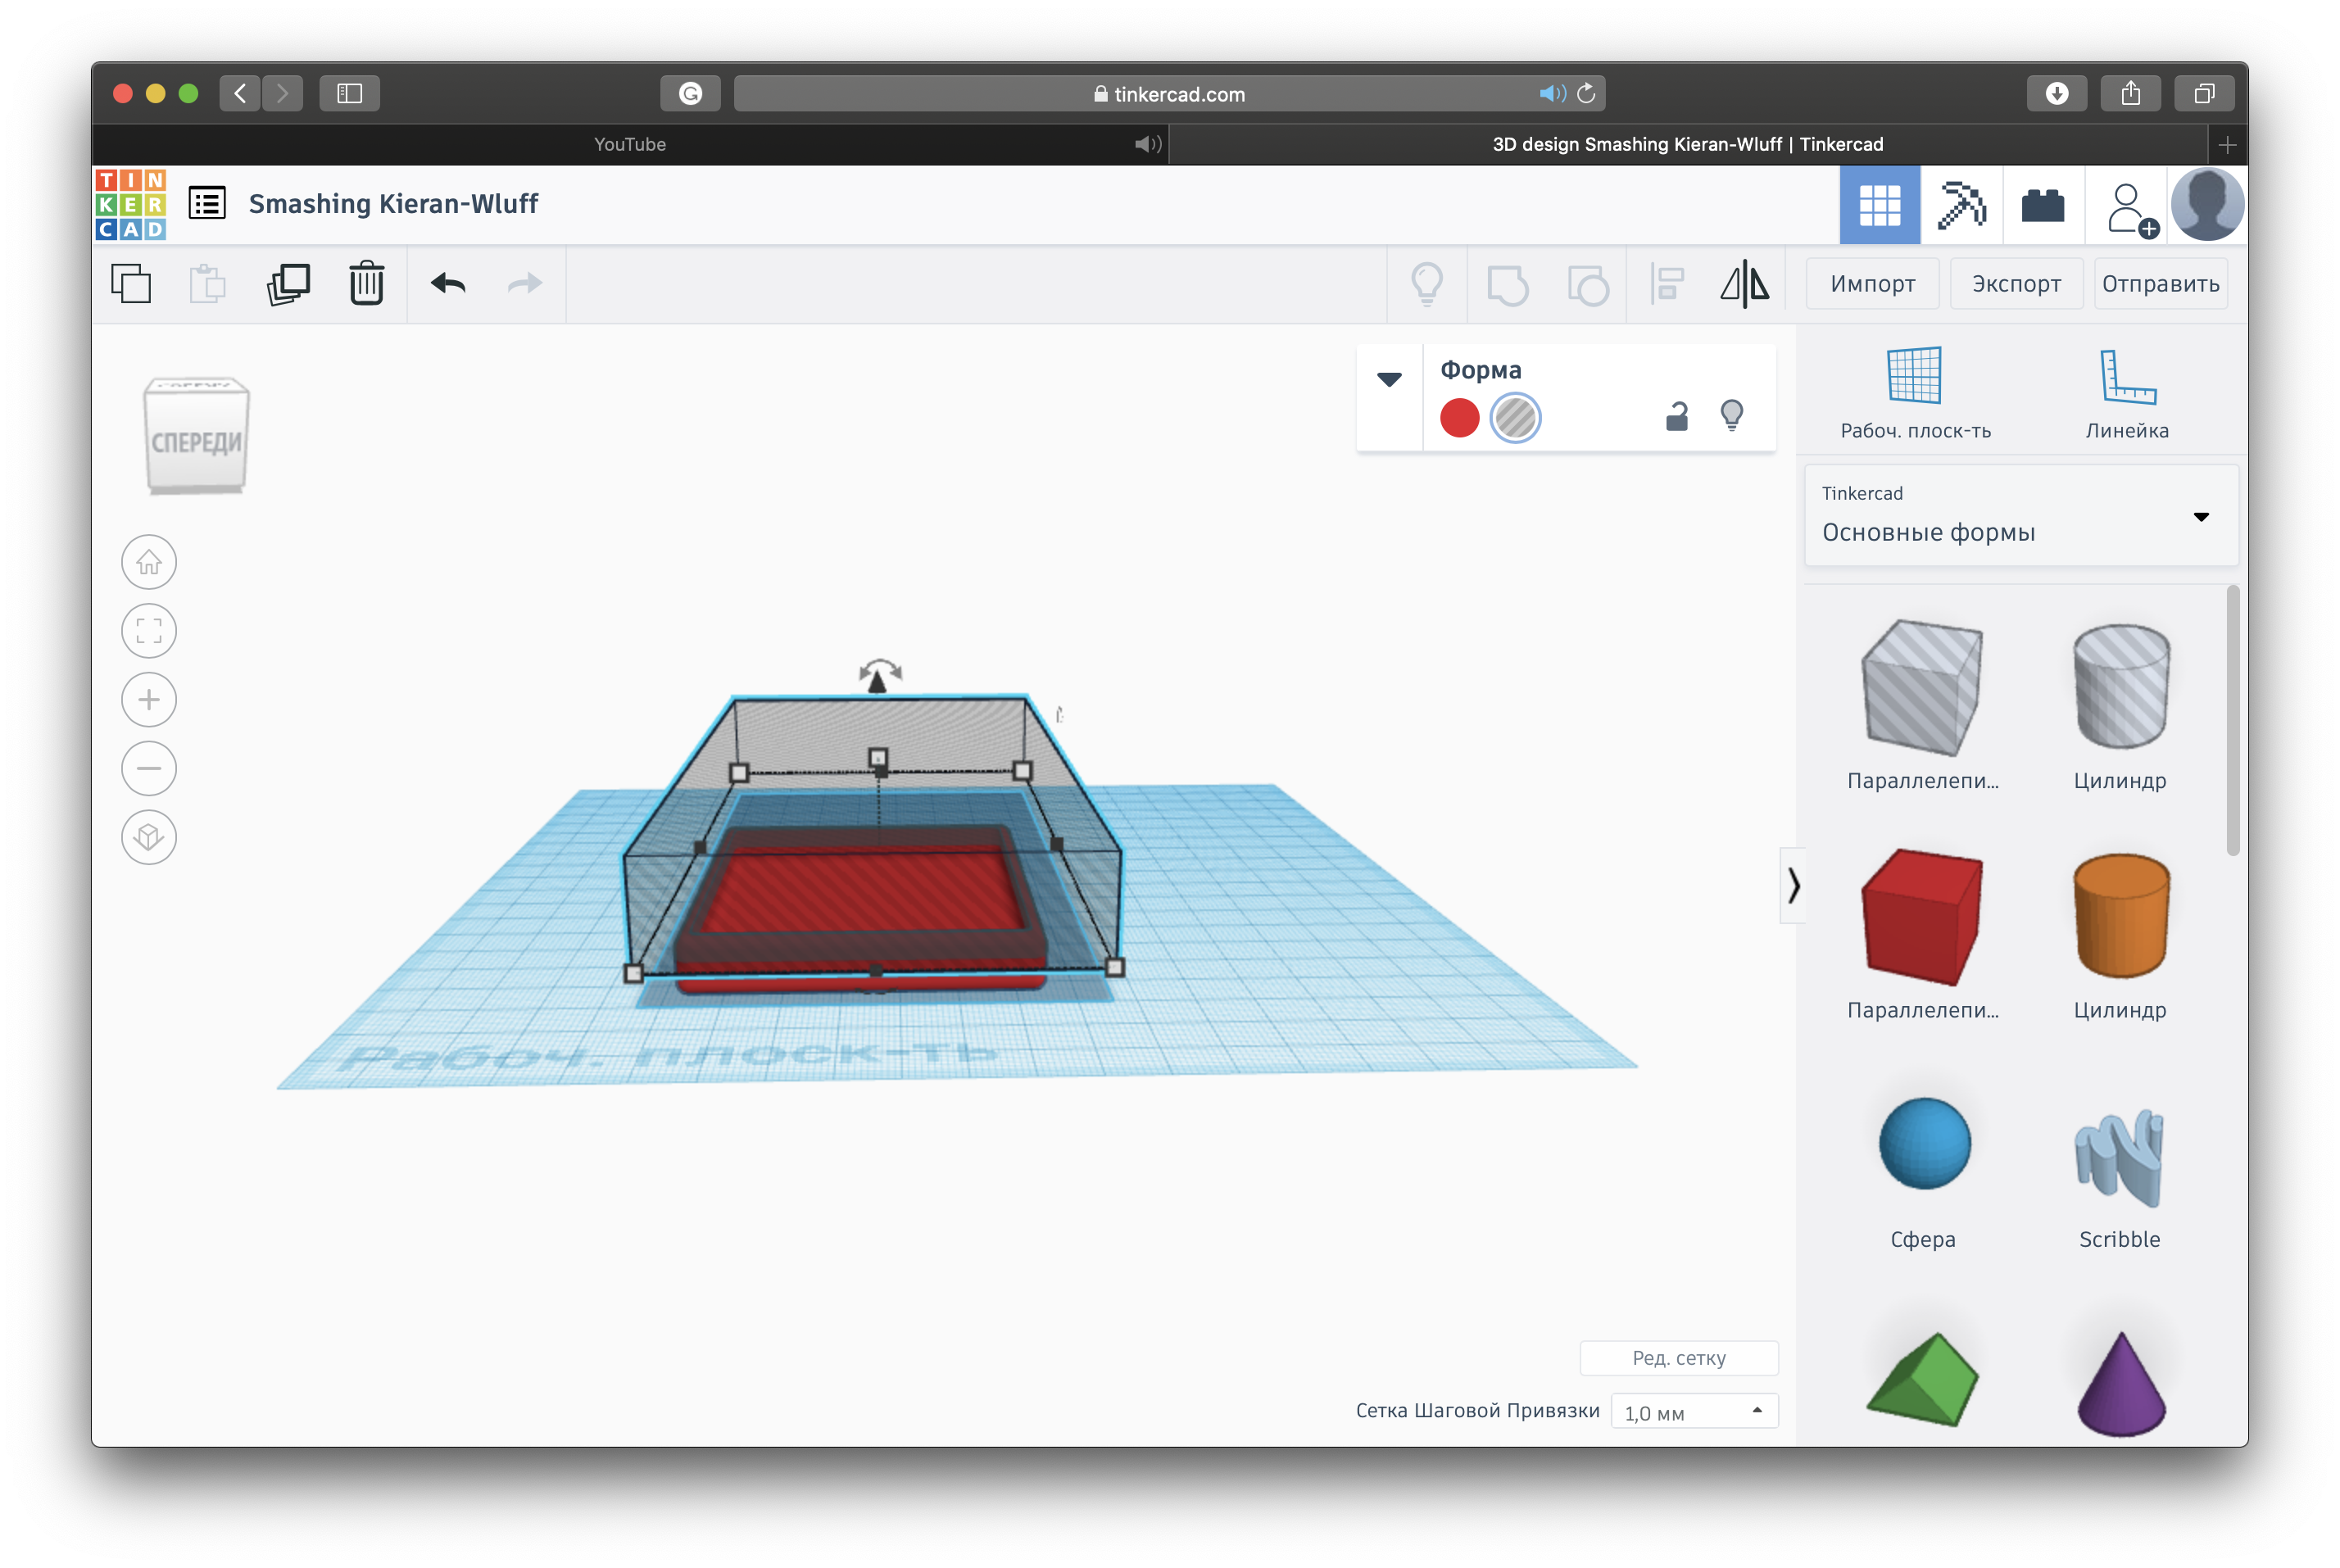 tinkercad.com
YouTube
3D design Smashing Kieran-Wluff | Tinkercad
TIN
KER
CAD
Smashing Kieran-Wluff
Импорт
Экспорт
Отправить
СПЕРЕДИ
Форма
Рабоч. плоск-ть
Линейка
Tinkercad
Основные формы
Параллелепи...
Цилиндр
Параллелепи...
Цилиндр
Сфера
Scribble
Рабоч. плоск-ть
Ред. сетку
Сетка Шаговой Привязки
1,0 мм